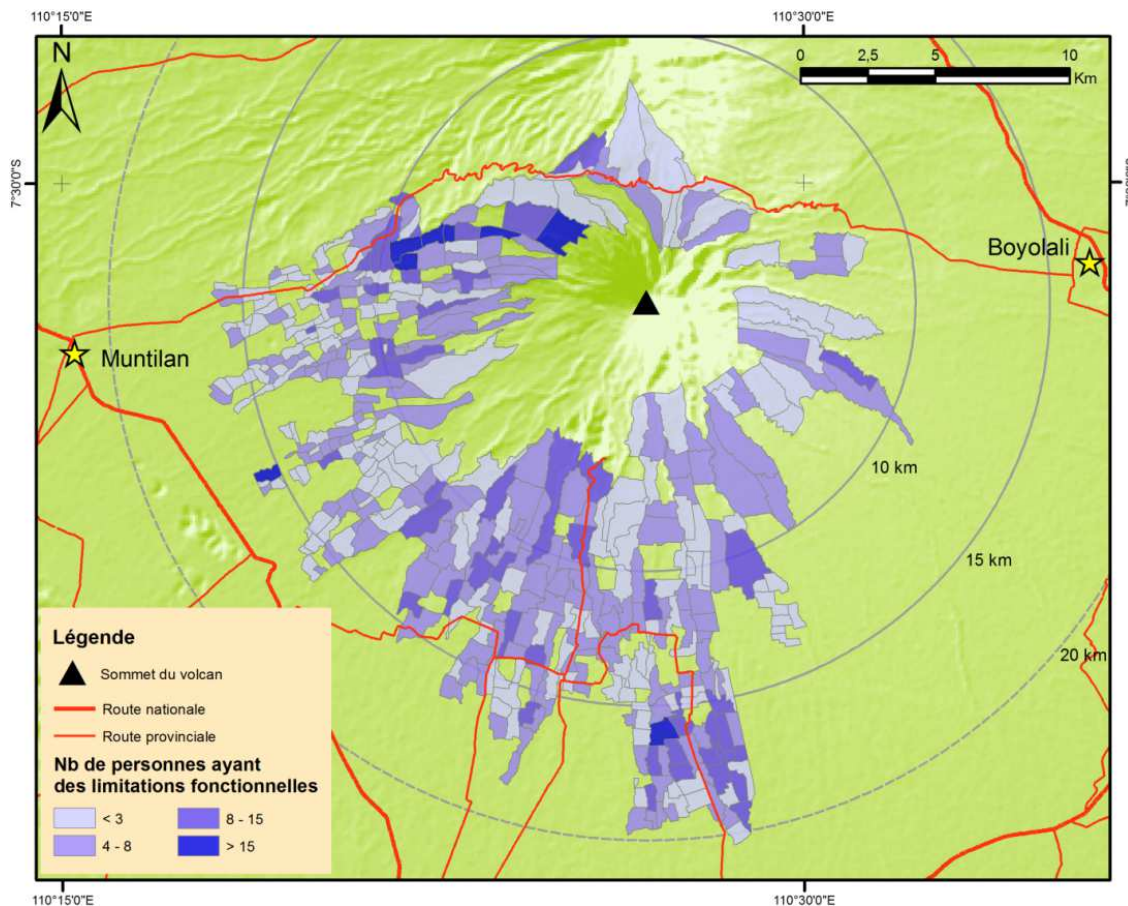 110°15'0"E
110°30'0"E
N
0
2,5
5
10
Km
7°30'0"S
Boyolali
Muntilan
10 km
15 km
20 km
Légende
Sommet du volcan
Route nationale
Route provinciale
Nb de personnes ayant
des limitations fonctionnelles
< 3
8 - 15
4 - 8
> 15
110°15'0"E
110°30'0"E